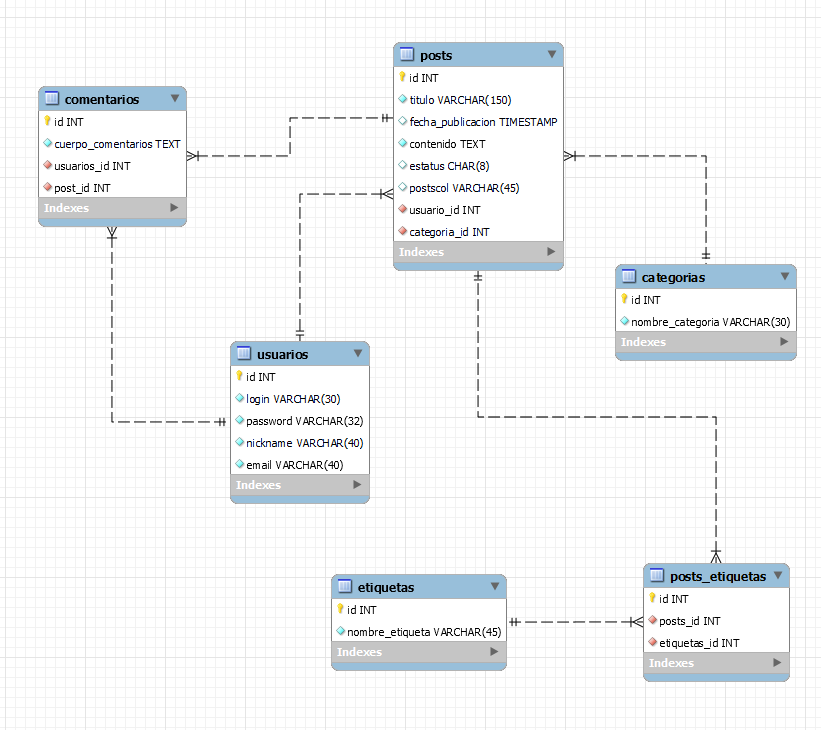 comentarios
id INT
cuerpo_comentarios TEXT
usuarios_id INT
post_id INT
Indexes
posts
id INT
titulo VARCHAR(150)
fecha_publicacion TIMESTAMP
contenido TEXT
estatus CHAR(8)
postscol VARCHAR(45)
usuario_id INT
categoria_id INT
Indexes
categorias
id INT
nombre_categoria VARCHAR(30)
Indexes
usuarios
id INT
login VARCHAR(30)
password VARCHAR(32)
nickname VARCHAR(40)
email VARCHAR(40)
Indexes
etiquetas
id INT
nombre_etiqueta VARCHAR(45)
Indexes
posts_etiquetas
id INT
posts_id INT
etiquetas_id INT
Indexes